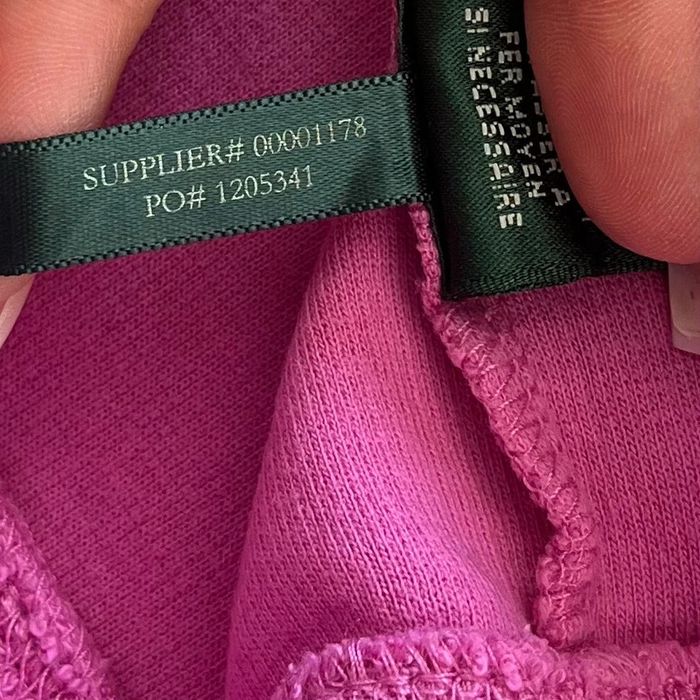 SUPPLIER# 00001178
PO# 1205341
A
FER MOYEN
SI NECESSAIRE